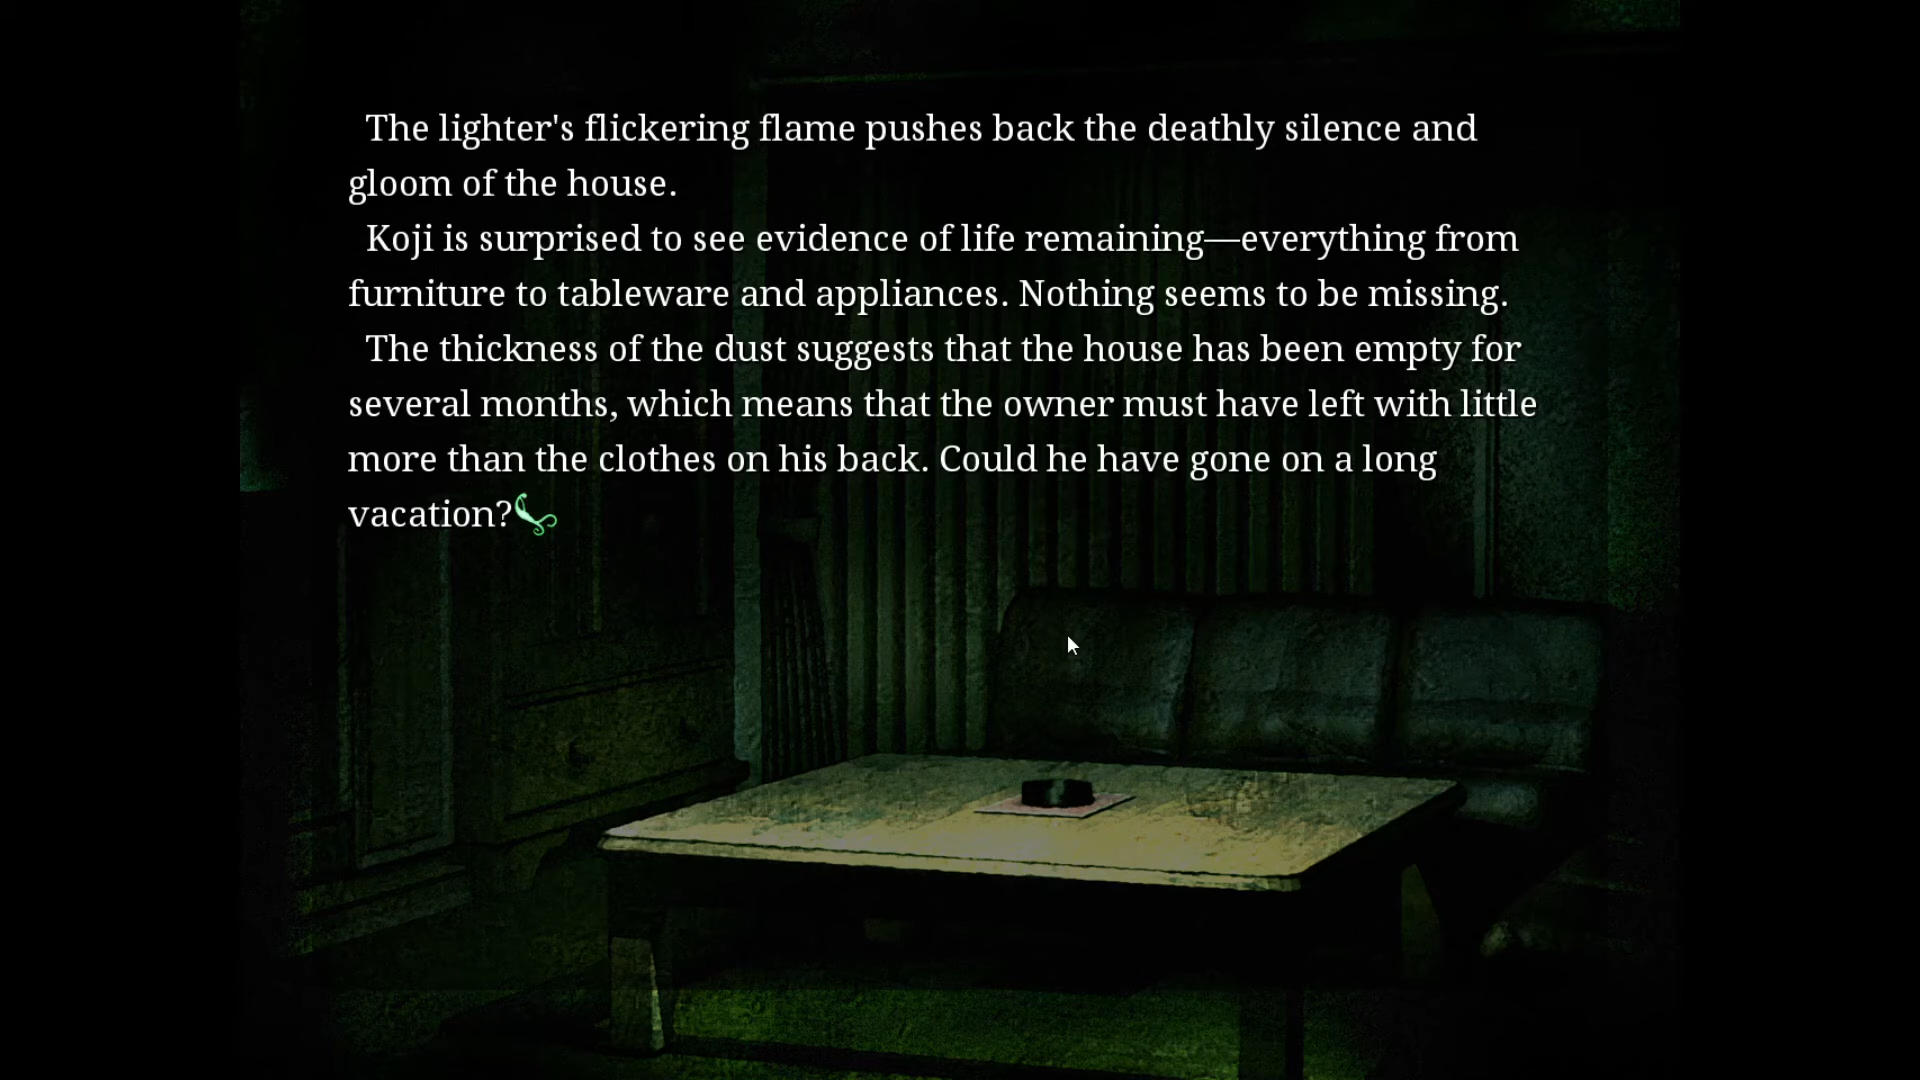 The lighter's flickering flame pushes back the deathly silence and
gloom of the house.
Koji is surprised to see evidence of life remaining—everything from
furniture to tableware and appliances. Nothing seems to be missing.
The thickness of the dust suggests that the house has been empty for
several months, which means that the owner must have left with little
more than the clothes on his back. Could he have gone on a long
vacation?